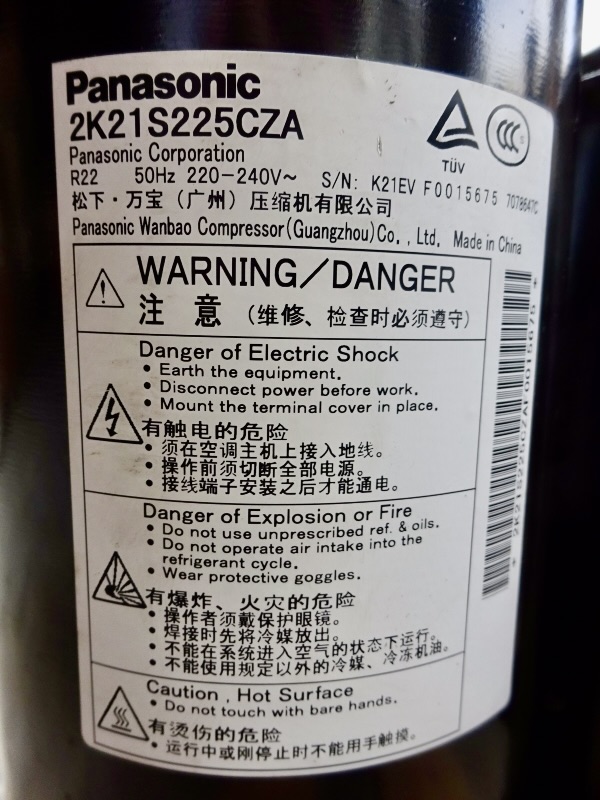 Panasonic
2K21S225CZA
TÜV
CCC
S
Panasonic Corporation
R22 50Hz 220-240V~ S/N: K21EV F0015675 7078647C
松下·万宝（广州）压缩机有限公司
Panasonic Wanbao Compressor(Guangzhou)Co., Ltd. Made in China
WARNING/DANGER
注 意 （维修、检查时必须遵守）
Danger of Electric Shock
• Earth the equipment.
• Disconnect power before work.
• Mount the terminal cover in place.
有触电的危险
• 须在空调主机上接入地线。
• 操作前须切断全部电源。
• 接线端子安装之后才能通电。
Danger of Explosion or Fire
• Do not use unprescribed ref. & oils.
• Do not operate air intake into the
refrigerant cycle.
• Wear protective goggles.
有爆炸、火灾的危险
• 操作者须戴保护眼镜。
• 焊接时先将冷媒放出。
• 不能在系统进入空气的状态下运行。
• 不能使用规定以外的冷媒、冷冻机油。
Caution , Hot Surface
• Do not touch with bare hands.
有烫伤的危险
• 运行中或刚停止时不能用手触摸。
* 2K21S225CZAF0015675 *